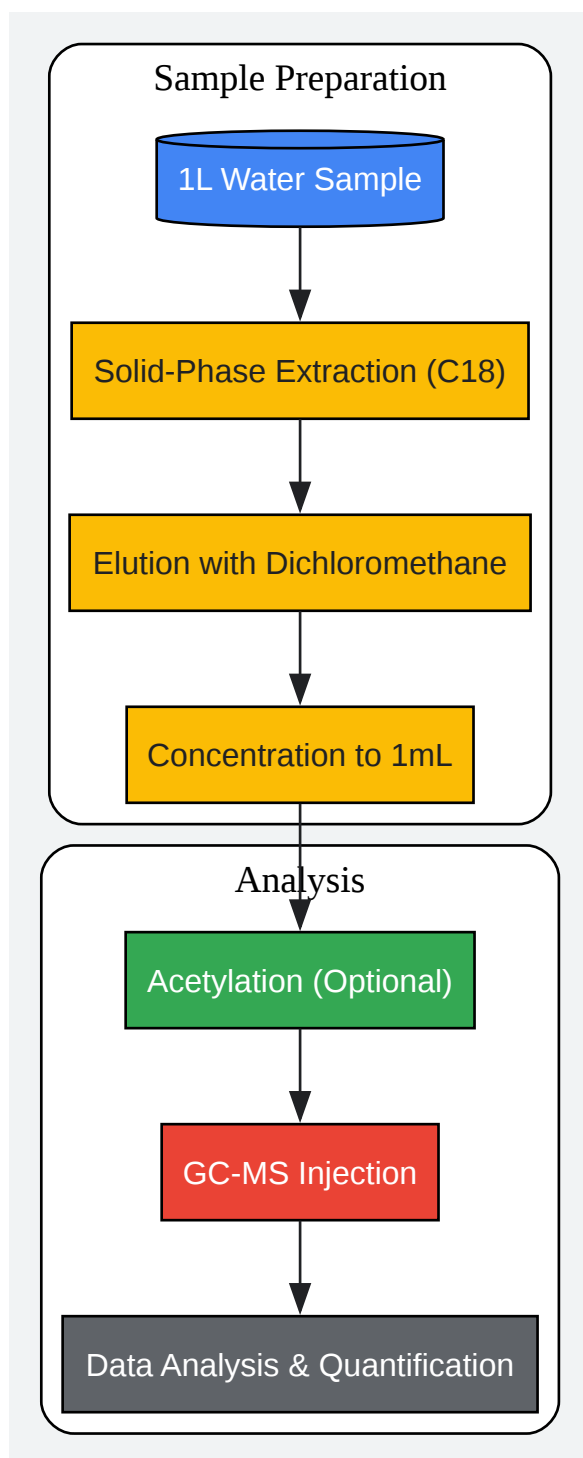 Sample Preparation
1L Water Sample
Solid-Phase Extraction (C18)
Elution with Dichloromethane
Concentration to 1mL
Analysis
Acetylation (Optional)
GC-MS Injection
Data Analysis & Quantification